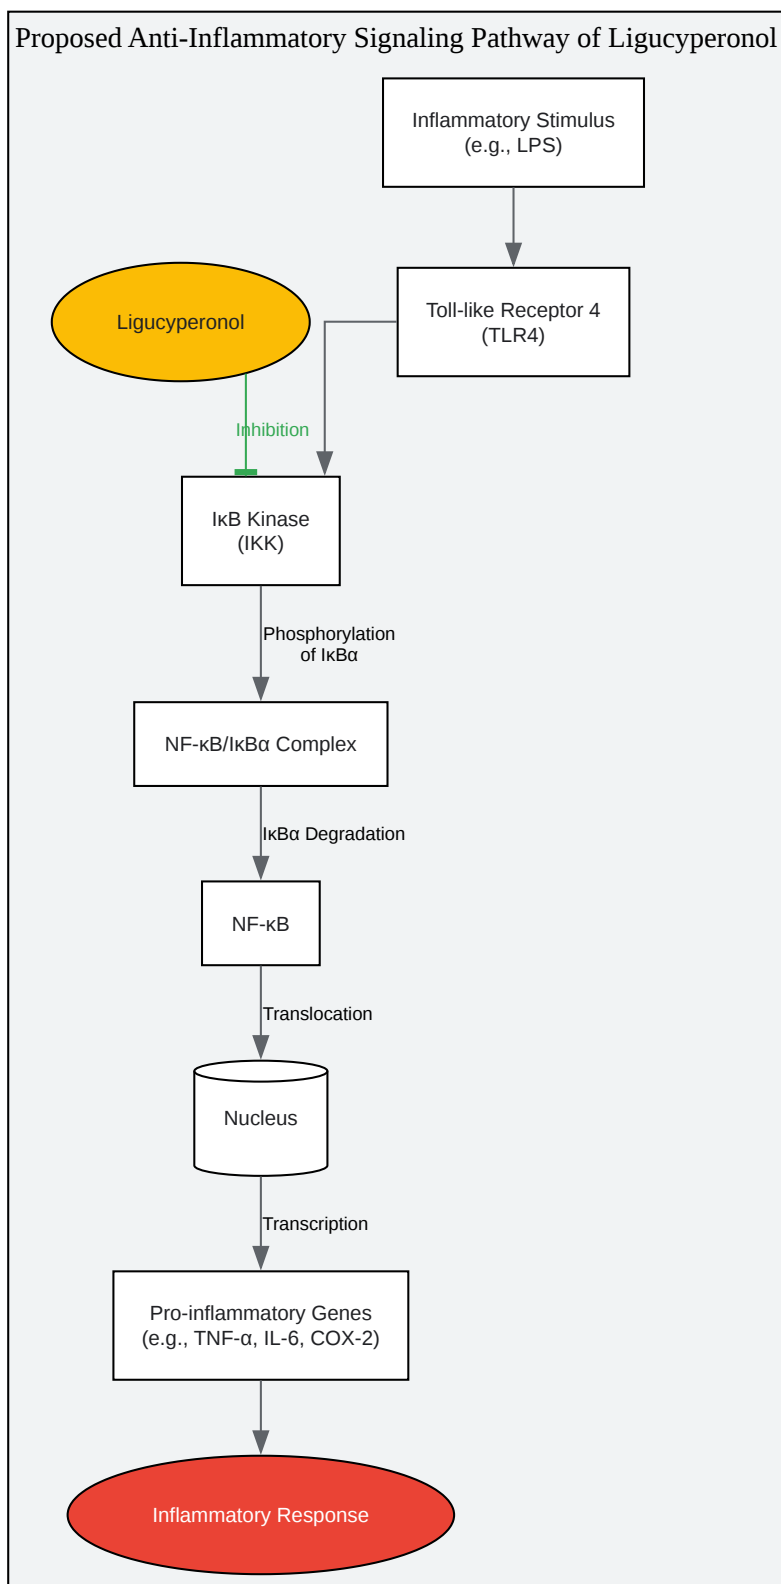 Proposed Anti-Inflammatory Signaling Pathway of Ligucyperonol
Inflammatory Stimulus
(e.g., LPS)
Ligucyperonol
Toll-like Receptor 4
(TLR4)
Inhibition
IκB Kinase
(IKK)
Phosphorylation
of IκBα
NF-κB/IκBα Complex
IκBα Degradation
NF-κB
Translocation
Nucleus
Transcription
Pro-inflammatory Genes
(e.g., TNF-α, IL-6, COX-2)
Inflammatory Response